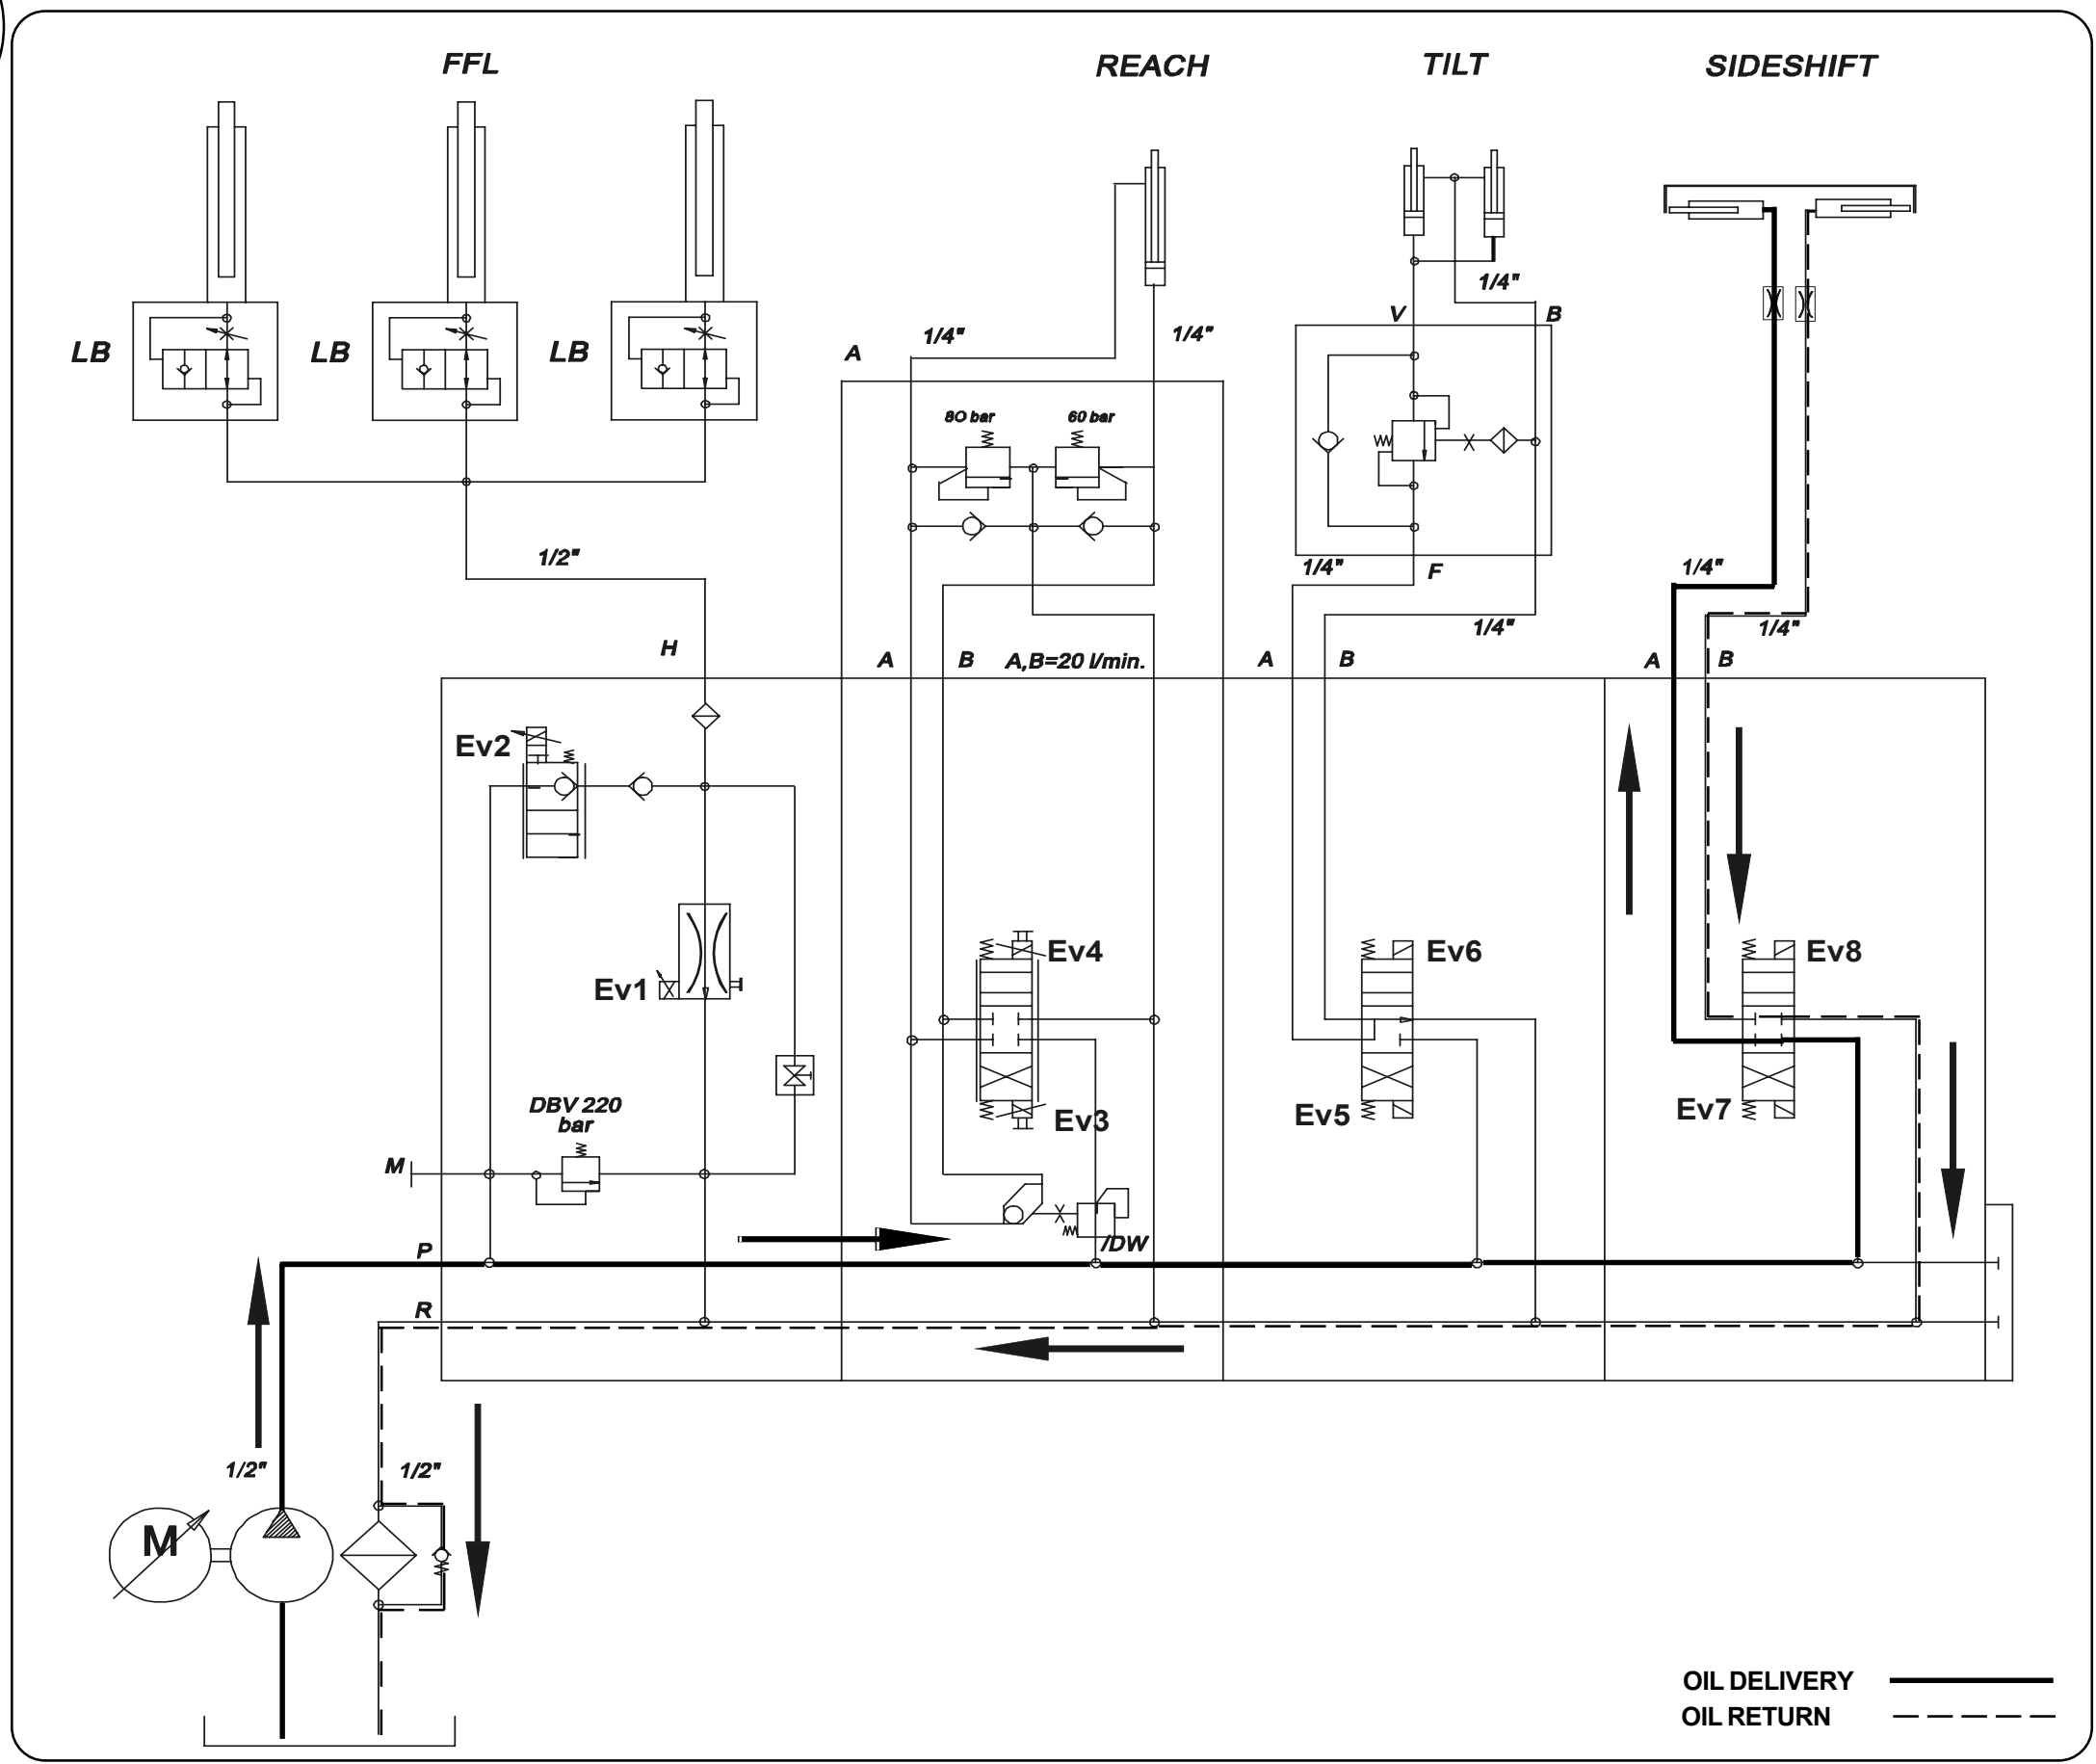 FFL
REACH
TILT
SIDESHIFT
1/4"
V
B
LB
LB
LB
A
1/4"
1/4"
8O bar
60 bar
1/2"
1/4"
F
1/4"
1/4"
1/4"
H
A
B
A,B=20 l/min.
A
B
A
B
Ev2
Ev4
Ev6
Ev8
Ev1
DBV 220
bar
Ev3
Ev5
Ev7
M
P
/DW
R
1/2"
1/2"
M
OIL DELIVERY
OIL RETURN